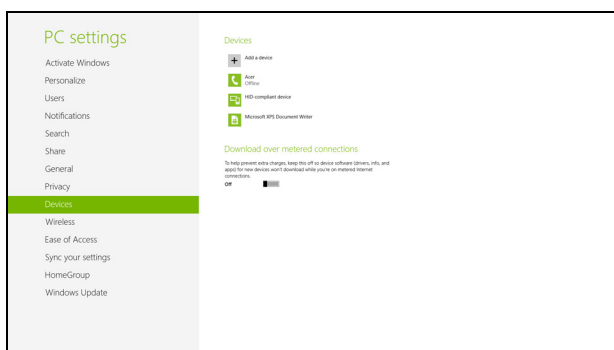 PC settings
Activate Windows
Personalize
Users
Notifications
Search
Share
General
Privacy
Devices
Wireless
Ease of Access
Sync your settings
HomeGroup
Windows Update
Devices
Add a device
Acer
Offline
HID-compliant device
Microsoft XPS Document Writer
Download over metered connections
To help prevent extra charges, keep this off so device software (drivers, info, and
apps) for new devices won't download while you're on metered Internet
connections.
Off